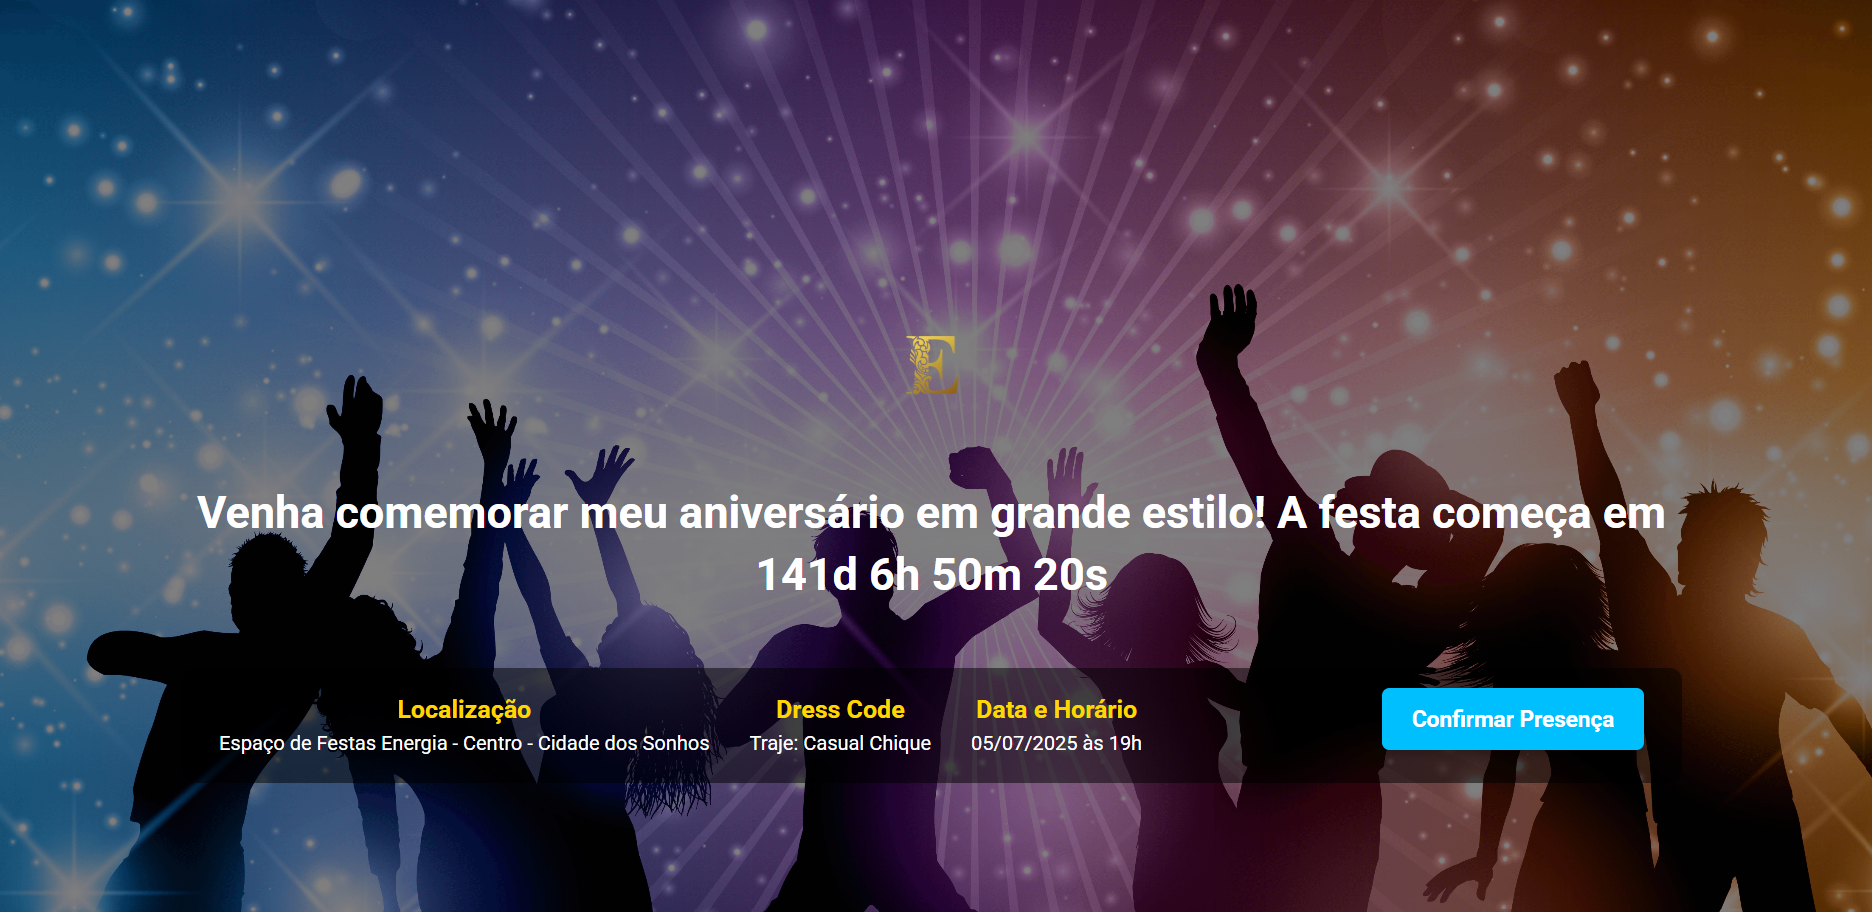 E
Venha comemorar meu aniversário em grande estilo! A festa começa em
141d 6h 50m 20s
Localização
Espaço de Festas Energia - Centro - Cidade dos Sonhos
Dress Code
Traje: Casual Chique
Data e Horário
05/07/2025 às 19h
Confirmar Presença